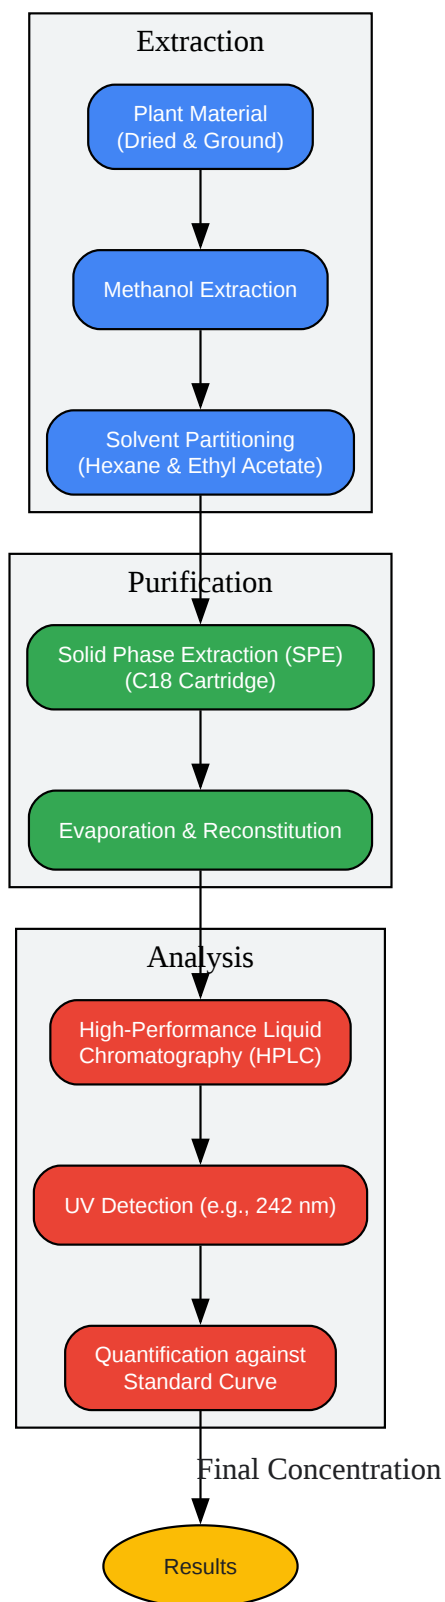 Extraction
Plant Material
(Dried & Ground)
Methanol Extraction
Solvent Partitioning
(Hexane & Ethyl Acetate)
Purification
Solid Phase Extraction (SPE)
(C18 Cartridge)
Evaporation & Reconstitution
Analysis
High-Performance Liquid
Chromatography (HPLC)
UV Detection (e.g., 242 nm)
Quantification against
Standard Curve
Final Concentration
Results